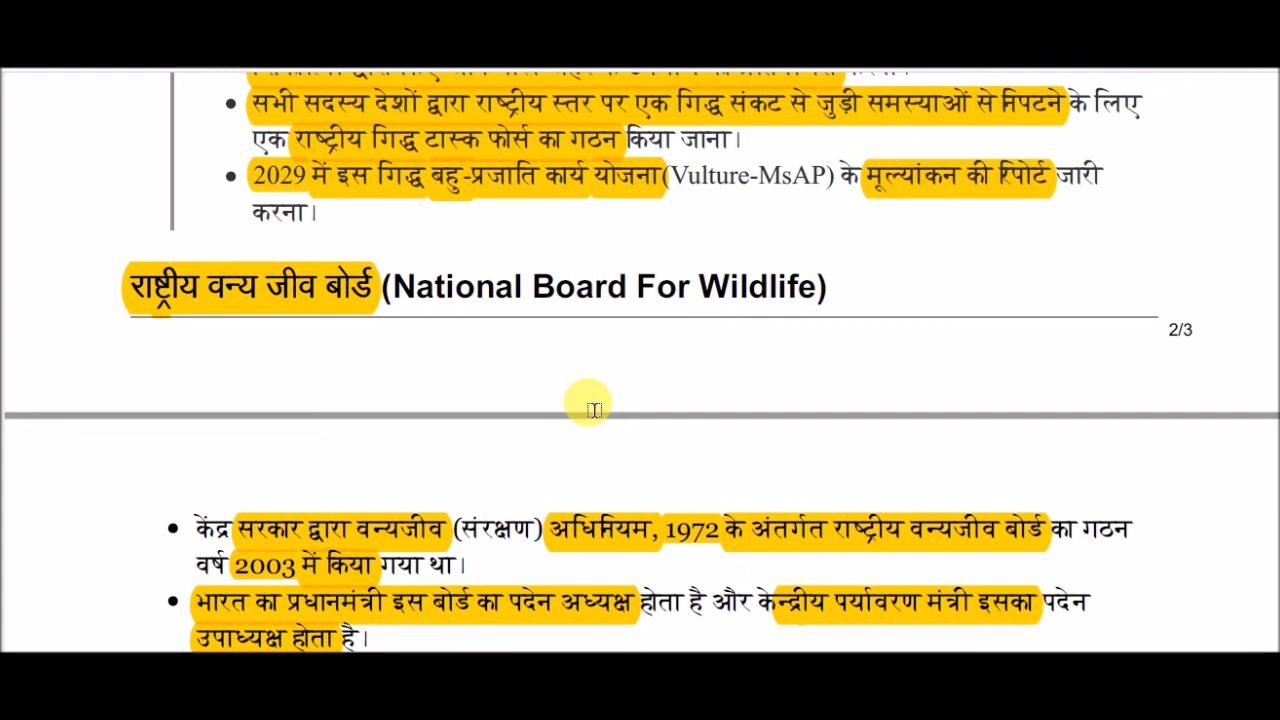 सभी सदस्य देशों द्वारा राष्ट्रीय स्तर पर एक गिद्ध संकट से जुड़ी समस्याओं से निपटने के लिए
एक राष्ट्रीय गिद्ध टास्क फोर्स का गठन किया जाना।
2029 में इस गिद्ध बहु-प्रजाति कार्य योजना(Vulture-MsAP) के मूल्यांकन की रिपोर्ट जारी
करना।
राष्ट्रीय वन्य जीव बोर्ड (National Board For Wildlife)
2/3
केंद्र सरकार द्वारा वन्यजीव (संरक्षण) अधिनियम, 1972 के अंतर्गत राष्ट्रीय वन्यजीव बोर्ड का गठन
वर्ष 2003 में किया गया था।
भारत का प्रधानमंत्री इस बोर्ड का पदेन अध्यक्ष होता है और केन्द्रीय पर्यावरण मंत्री इसका पदेन
उपाध्यक्ष होता है।